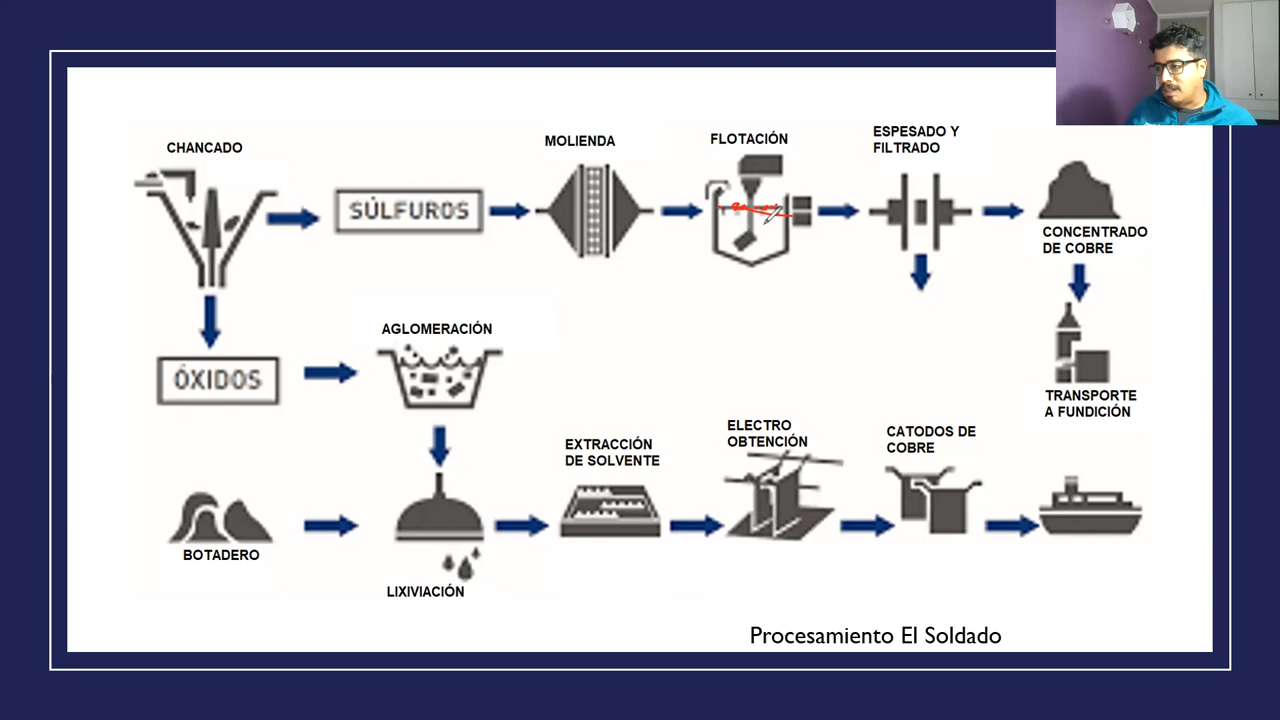 CHANCADO
SÚLFUROS
MOLIENDA
FLOTACIÓN
ESPESADO Y
FILTRADO
CONCENTRADO
DE COBRE
TRANSPORTE
A FUNDICIÓN
ÓXIDOS
AGLOMERACIÓN
BOTADERO
LIXIVIACIÓN
EXTRACCIÓN
DE SOLVENTE
ELECTRO
OBTENCIÓN
CATODOS DE
COBRE
Procesamiento El Soldado